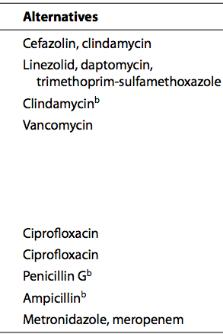 Alternatives
Cefazolin, clindamycin
Linezolid, daptomycin,
trimethoprim-sulfamethoxazole
Clindamycinᵇ
Vancomycin
Ciprofloxacin
Ciprofloxacin
Penicillin Gᵇ
Ampicillinᵇ
Metronidazole, meropenem